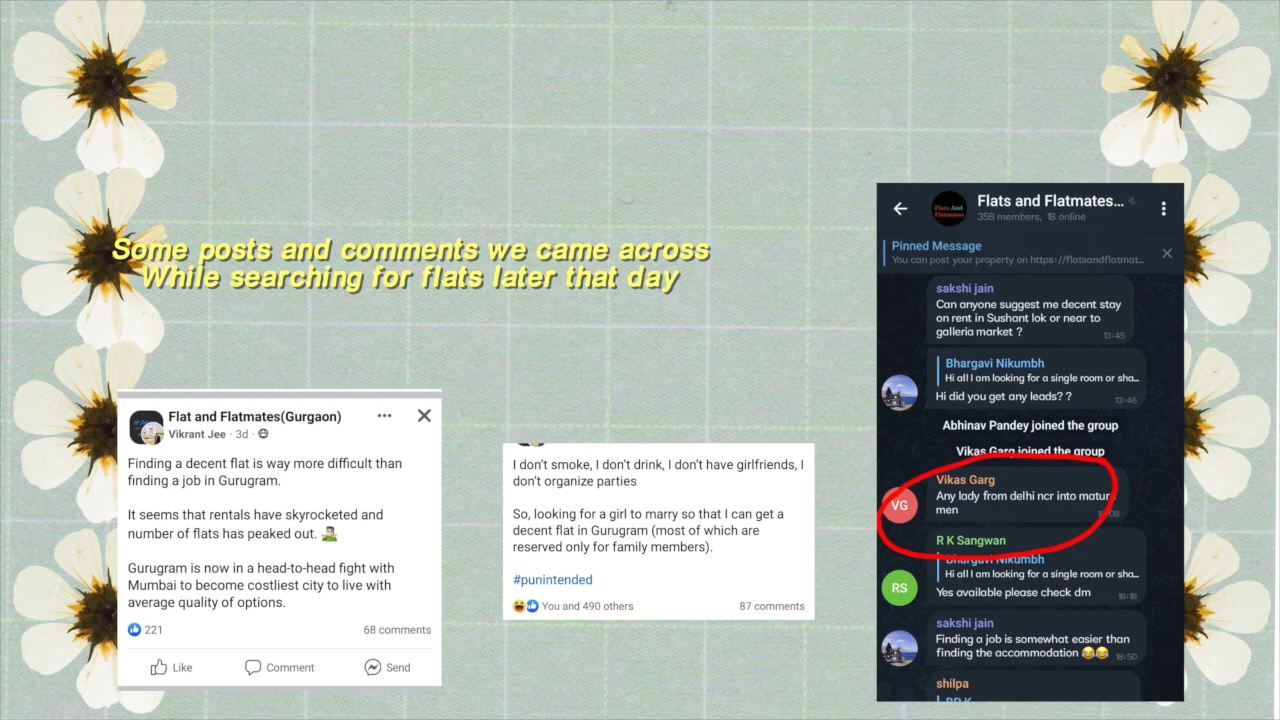 Some posts and comments we came across
While searching for flats later that day
Flat and Flatmates(Gurgaon)
Vikrant Jee · 3d ·
Finding a decent flat is way more difficult than
finding a job in Gurugram.
It seems that rentals have skyrocketed and
number of flats has peaked out.
Gurugram is now in a head-to-head fight with
Mumbai to become costliest city to live with
average quality of options.
221
68 comments
Like
Comment
Send
I don't smoke, I don't drink, I don't have girlfriends, I
don't organize parties
So, looking for a girl to marry so that I can get a
decent flat in Gurugram (most of which are
reserved only for family members).
#punintended
You and 490 others
87 comments
Flats and Flatmates...
358 members, 18 online
Pinned Message
You can post your property on https://flatsandflatmat...
sakshi jain
Can anyone suggest me decent stay
on rent in Sushant lok or near to
galleria market ?
13:45
Bhargavi Nikumbh
Hi all I am looking for a single room or sha...
Hi did you get any leads? ?
13:46
Abhinav Pandey joined the group
Vikas Garg joined the group
Vikas Garg
VG
Any lady from delhi ncr into mature
men
R K Sangwan
Bhargavi Nikumbh
Hi all I am looking for a single room or sha...
RS
Yes available please check dm
18:18
sakshi jain
Finding a job is somewhat easier than
finding the accommodation 😂😂
18:50
shilpa